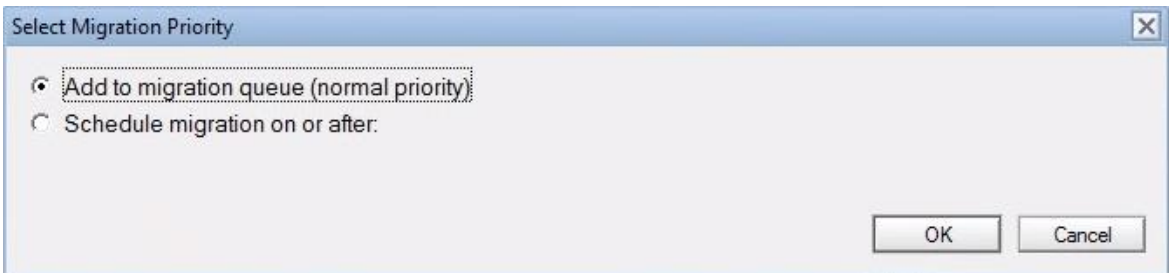 Select Migration Priority
Add to migration queue (normal priority)
Schedule migration on or after:
OK Cancel